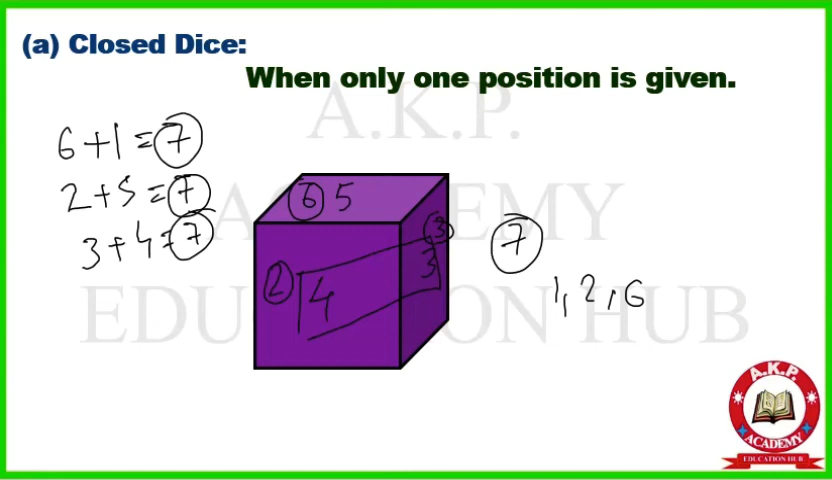 (a) Closed Dice:
When only one position is given.
A.K.P.
ACADEMY
EDUCATION HUB
6+1=7
2+5=7
3+4=7
6 5
3
2
4
3
7
1, 2, 6
A.K.P.
ACADEMY
EDUCATION HUB